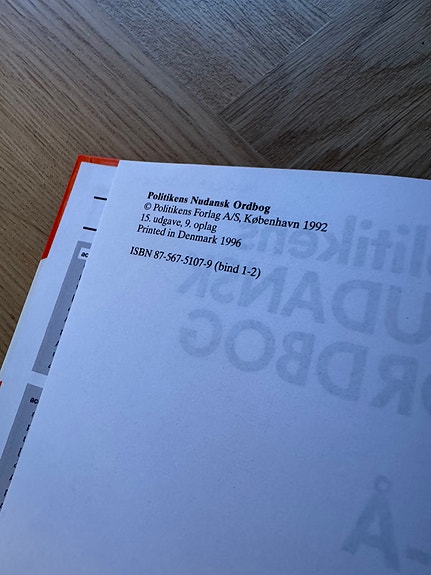 Politikens Nudansk Ordbog
© Politikens Forlag A/S, København 1992
15. udgave, 9. oplag
Printed in Denmark 1996
ISBN 87-567-5107-9 (bind 1-2)